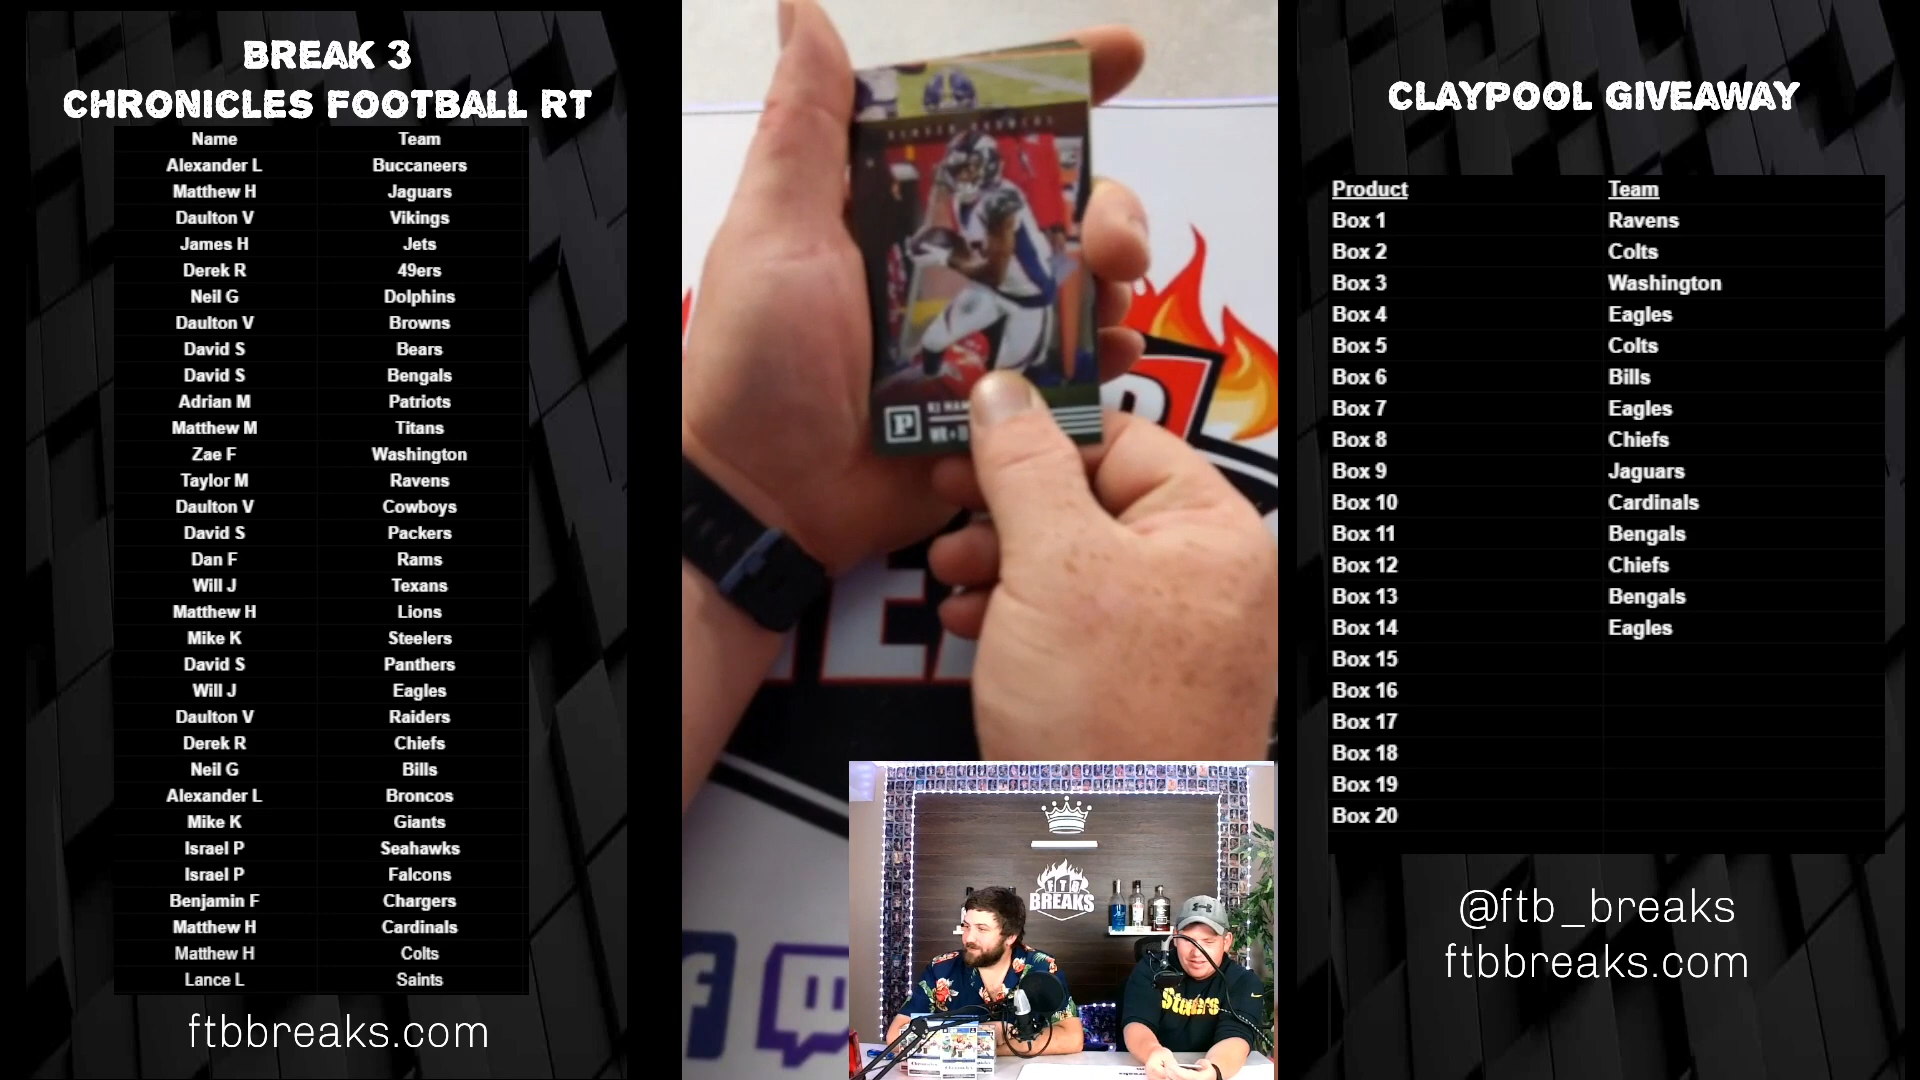 BREAK 3
CHRONICLES FOOTBALL RT
Name Team
Alexander L Buccaneers
Matthew H Jaguars
Daulton V Vikings
James H Jets
Derek R 49ers
Neil G Dolphins
Daulton V Browns
David S Bears
David S Bengals
Adrian M Patriots
Matthew M Titans
Zae F Washington
Taylor M Ravens
Daulton V Cowboys
David S Packers
Dan F Rams
Will J Texans
Matthew H Lions
Mike K Steelers
David S Panthers
Will J Eagles
Daulton V Raiders
Derek R Chiefs
Neil G Bills
Alexander L Broncos
Mike K Giants
Israel P Seahawks
Israel P Falcons
Benjamin F Chargers
Matthew H Cardinals
Matthew H Colts
Lance L Saints
ftbbreaks.com
DENVER BRONCOS
P
KJ HAM
WR
FTB
BREAKS
Steelers
CLAYPOOL GIVEAWAY
Product Team
Box 1 Ravens
Box 2 Colts
Box 3 Washington
Box 4 Eagles
Box 5 Colts
Box 6 Bills
Box 7 Eagles
Box 8 Chiefs
Box 9 Jaguars
Box 10 Cardinals
Box 11 Bengals
Box 12 Chiefs
Box 13 Bengals
Box 14 Eagles
Box 15
Box 16
Box 17
Box 18
Box 19
Box 20
@ftb_breaks
ftbbreaks.com